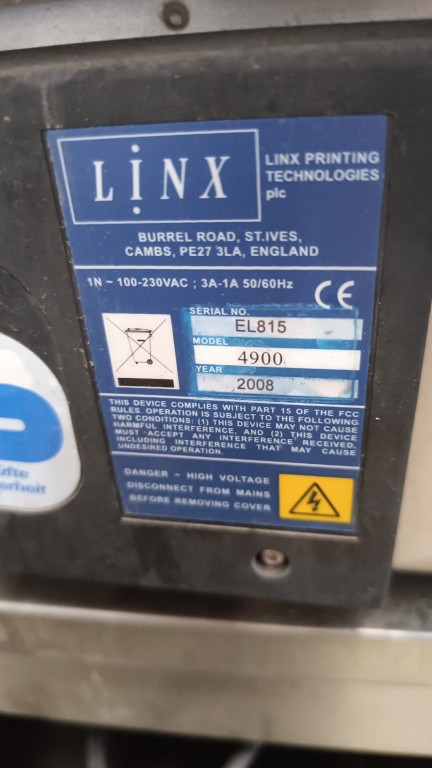 LINX
LINX PRINTING
TECHNOLOGIES
plc
BURREL ROAD, ST.IVES,
CAMBS, PE27 3LA, ENGLAND
1N ~ 100-230VAC ; 3A-1A 50/60Hz
CE
SERIAL NO.
EL815
MODEL
4900
YEAR
2008
THIS DEVICE COMPLIES WITH PART 15 OF THE FCC
RULES. OPERATION IS SUBJECT TO THE FOLLOWING
TWO CONDITIONS: (1) THIS DEVICE MAY NOT CAUSE
HARMFUL INTERFERENCE, AND (2) THIS DEVICE
MUST ACCEPT ANY INTERFERENCE RECEIVED,
INCLUDING INTERFERENCE THAT MAY CAUSE
UNDESIRED OPERATION.
DANGER - HIGH VOLTAGE
DISCONNECT FROM MAINS
BEFORE REMOVING COVER
üfte
erheit